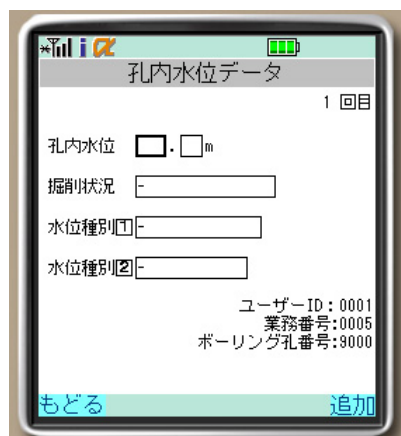 孔内水位データ
1 回目
孔内水位 . m
掘削状況 -
水位種別1 -
水位種別2 -
ユーザーID：0001
業務番号:0005
ボーリング孔番号:9000
もどる 追加